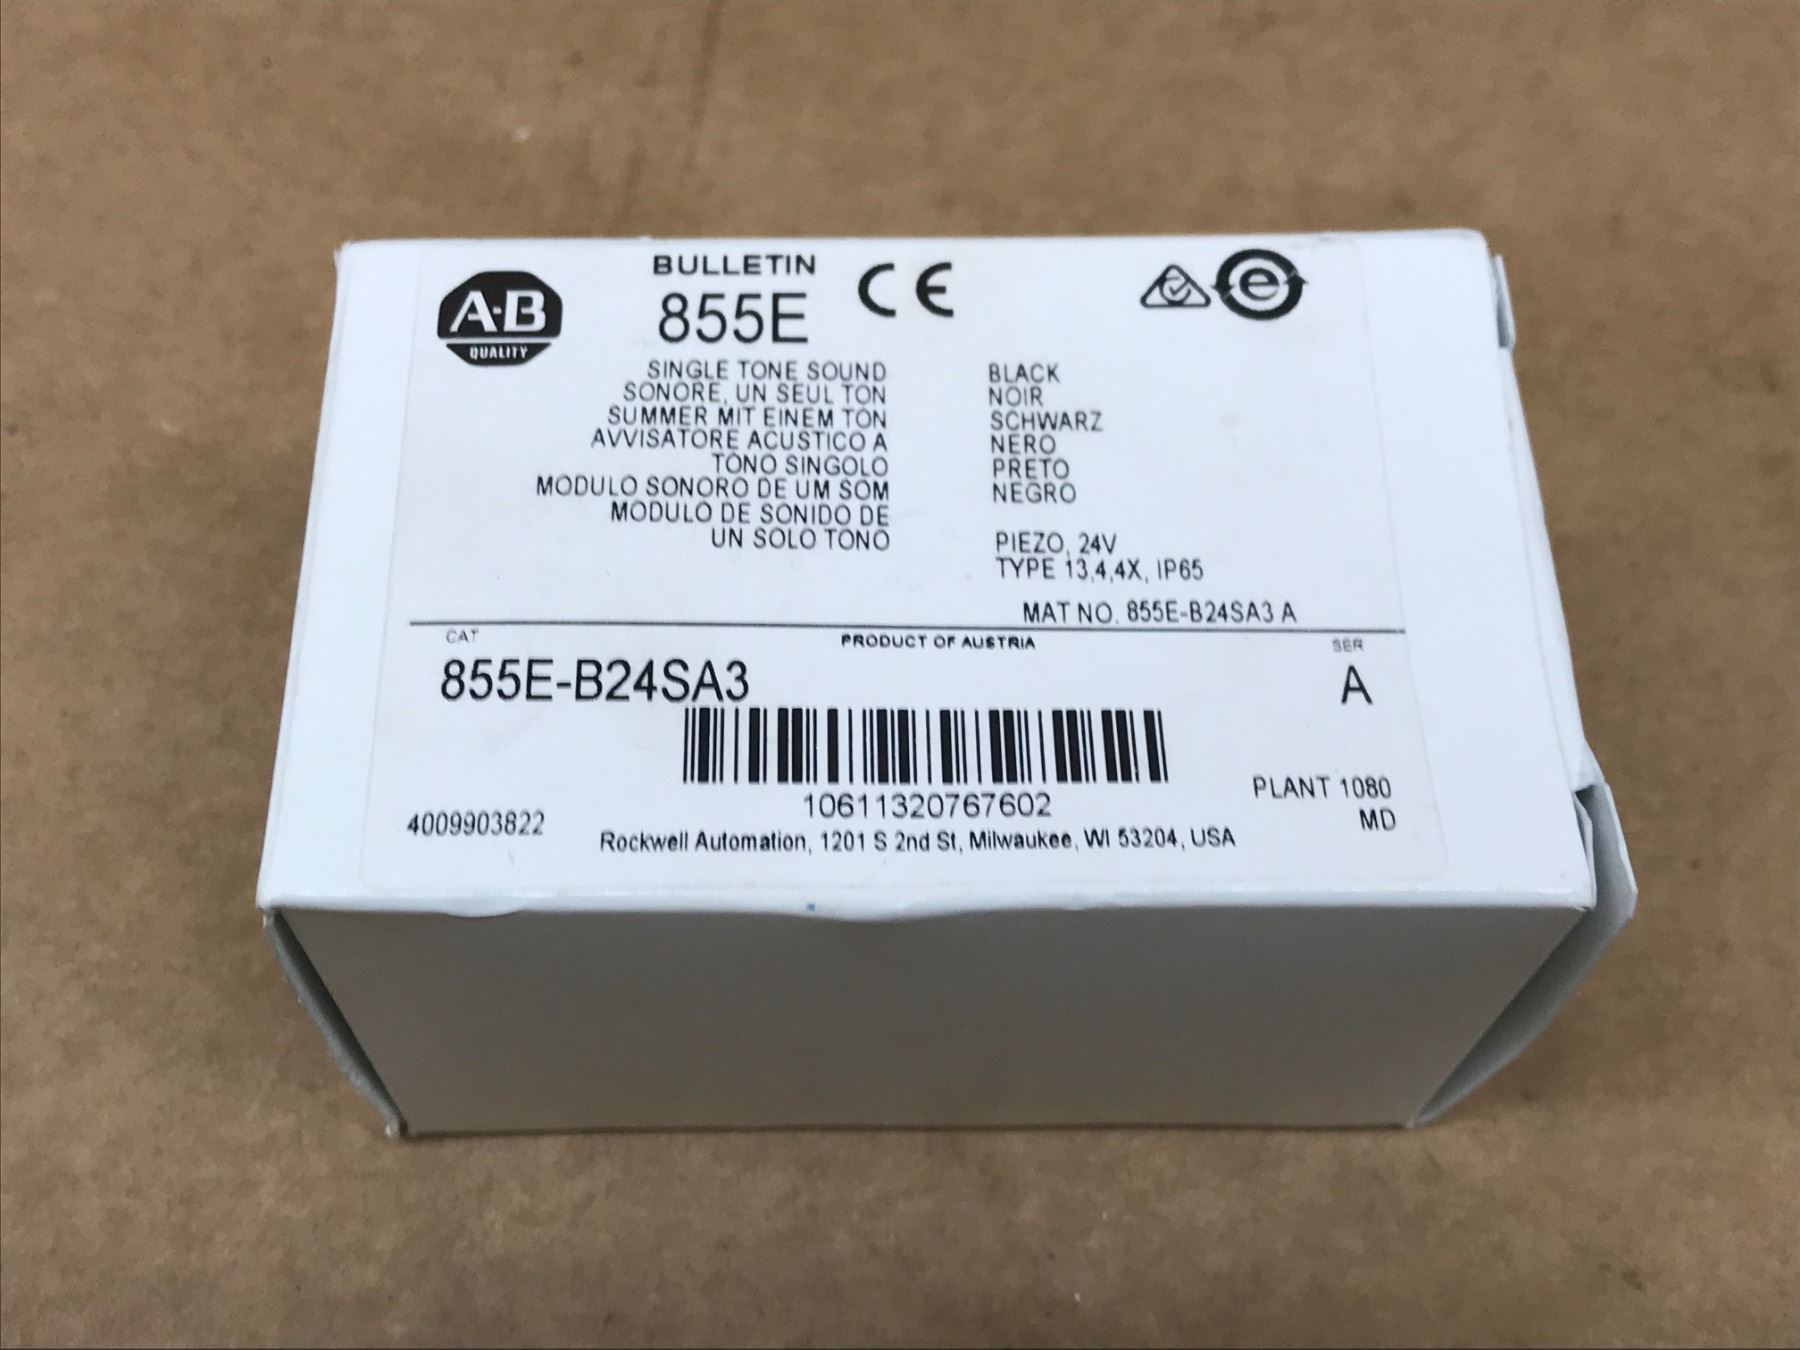 A-B
QUALITY
BULLETIN
855E
CE
SINGLE TONE SOUND
SONORE, UN SEUL TON
SUMMER MIT EINEM TON
AVVISATORE ACUSTICO A
TONO SINGOLO
MODULO SONORO DE UM SOM
MODULO DE SONIDO DE
UN SOLO TONO
BLACK
NOIR
SCHWARZ
NERO
PRETO
NEGRO
PIEZO, 24V
TYPE 13,4,4X, IP65
MAT NO. 855E-B24SA3 A
CAT
PRODUCT OF AUSTRIA
SER
855E-B24SA3
A
10611320767602
PLANT 1080
MD
4009903822
Rockwell Automation, 1201 S 2nd St, Milwaukee, WI 53204, USA